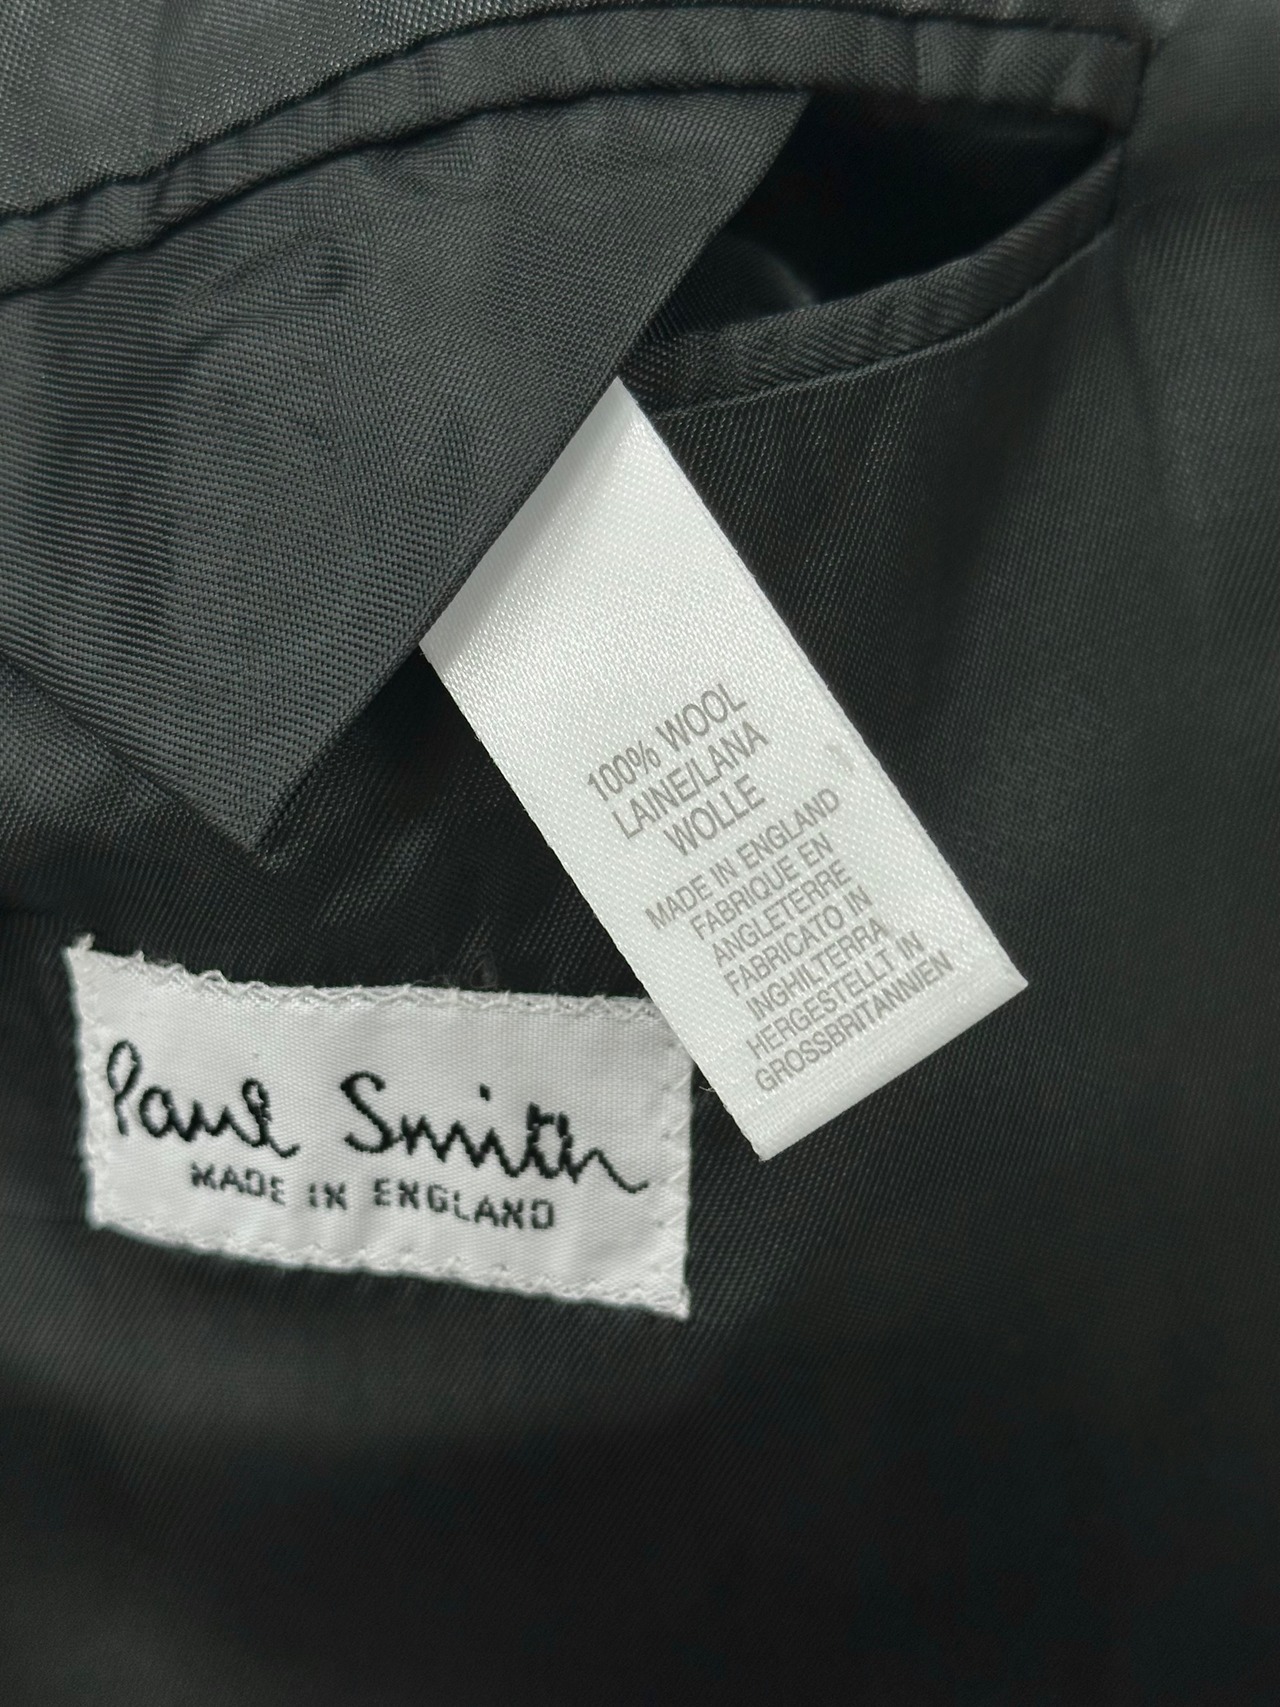 100% WOOL
LAINE/LANA
WOLLE
MADE IN ENGLAND
FABRIQUE EN
ANGLETERRE
FABRICATO IN
INGHILTERRA
HERGESTELLT IN
GROSSBRITANNIEN
Paul Smith
MADE IN ENGLAND